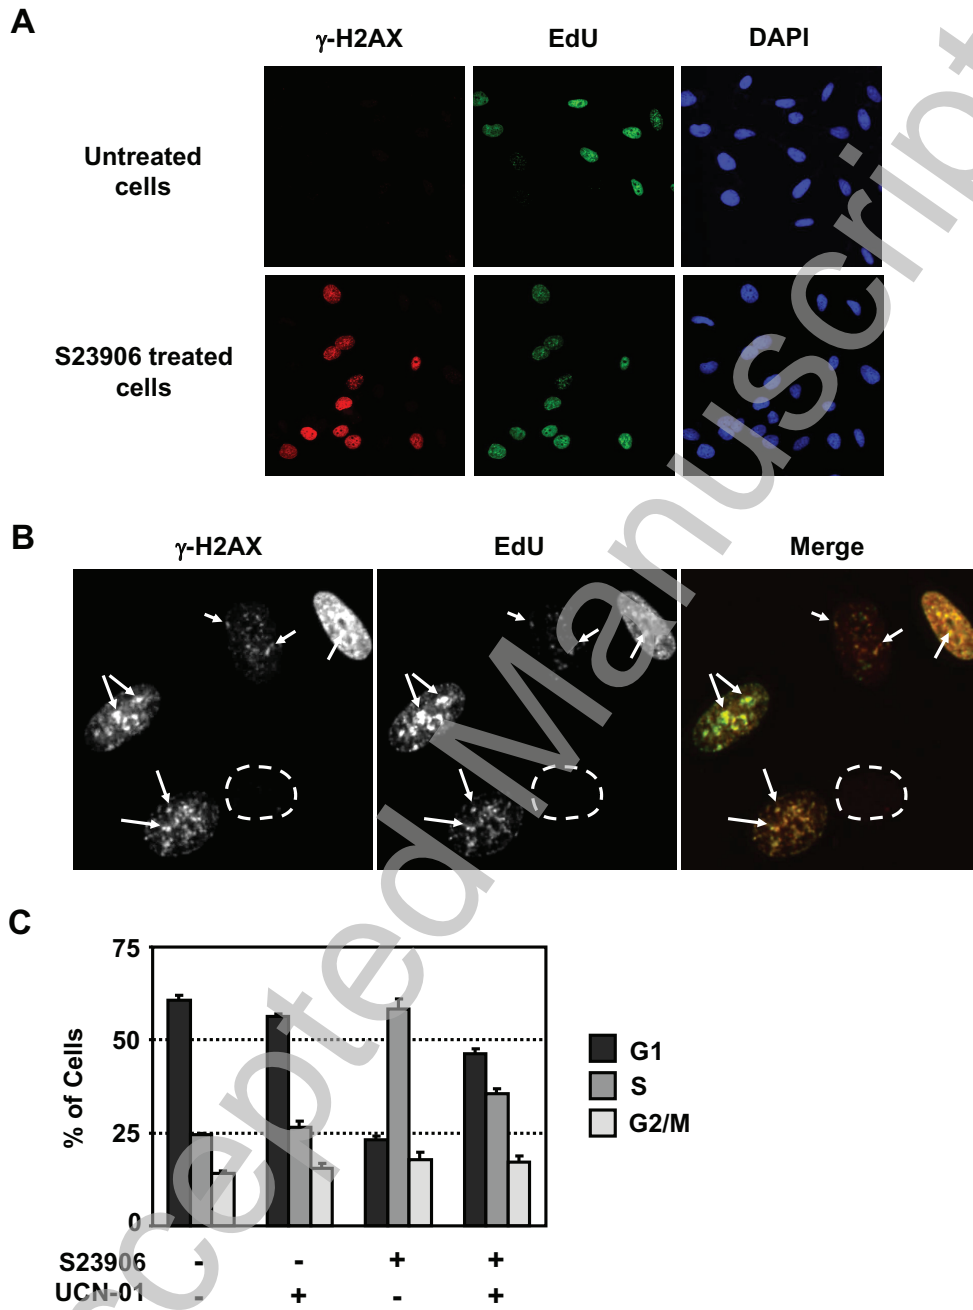 A
γ-H2AX EdU DAPI
Untreated
cells
S23906 treated
cells
B
γ-H2AX EdU Merge
C
75
50
25
0
% of Cells
G1
S
G2/M
S23906 - - + +
UCN-01 - + - +
Accepted Manuscript